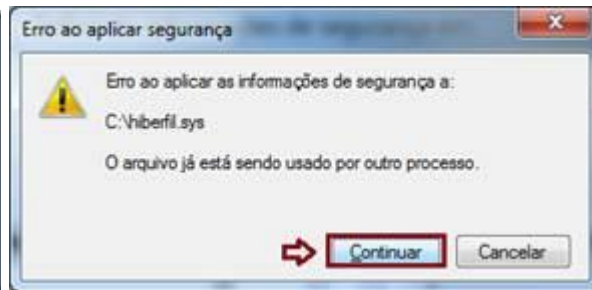 Erro ao aplicar segurança
Erro ao aplicar as informações de segurança a:
C:\hiberfil.sys
O arquivo já está sendo usado por outro processo.
Continuar
Cancelar